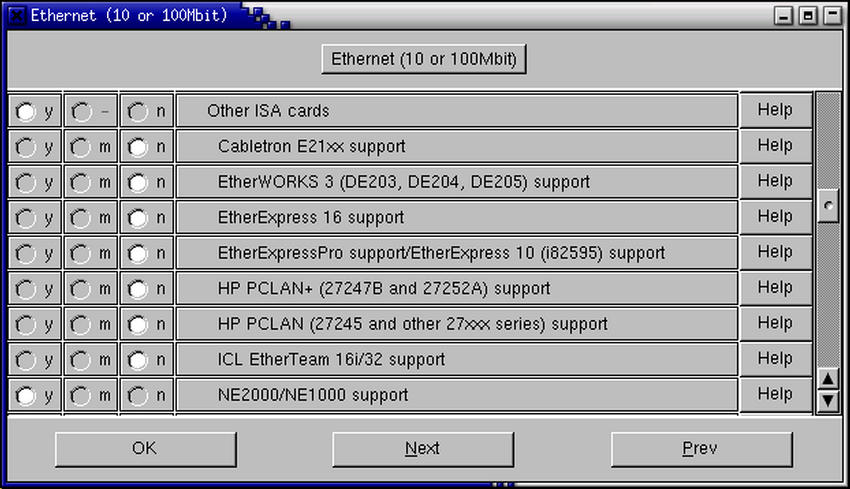 Ethernet (10 or 100Mbit)
Ethernet (10 or 100Mbit)
y - n Other ISA cards Help
y m n Cabletron E21xx support Help
y m n EtherWORKS 3 (DE203, DE204, DE205) support Help
y m n EtherExpress 16 support Help
y m n EtherExpressPro support/EtherExpress 10 (i82595) support Help
y m n HP PCLAN+ (27247B and 27252A) support Help
y m n HP PCLAN (27245 and other 27xxx series) support Help
y m n ICL EtherTeam 16i/32 support Help
y m n NE2000/NE1000 support Help
OK Next Prev